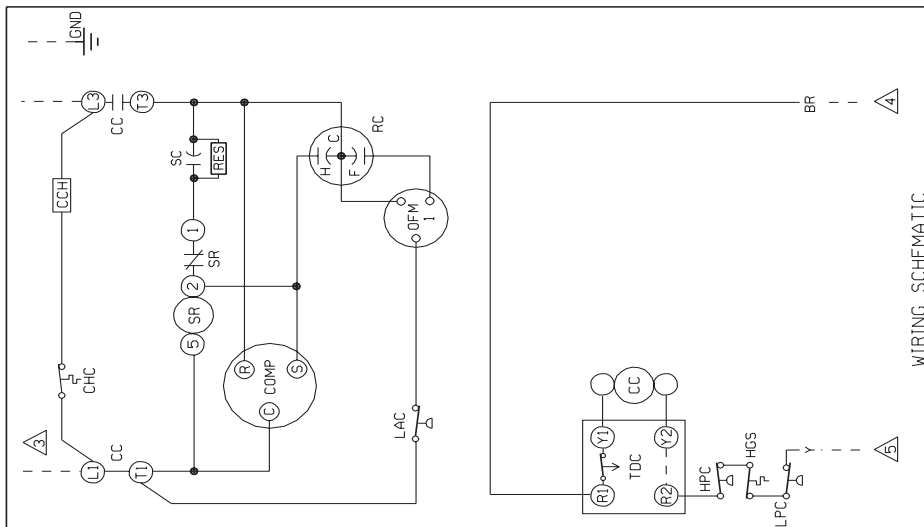 GND
L3
CC
T3
CCH
SC
RES
1
SR
2
SR
5
CHC
3
L1
CC
T1
R
S
C
COMP
LAC
H
C
F
RC
OFM
1
BR
4
R1
Y1
TDC
R2
Y2
CC
HPC
HGS
LPC
Y
5
WIRING SCHEMATIC